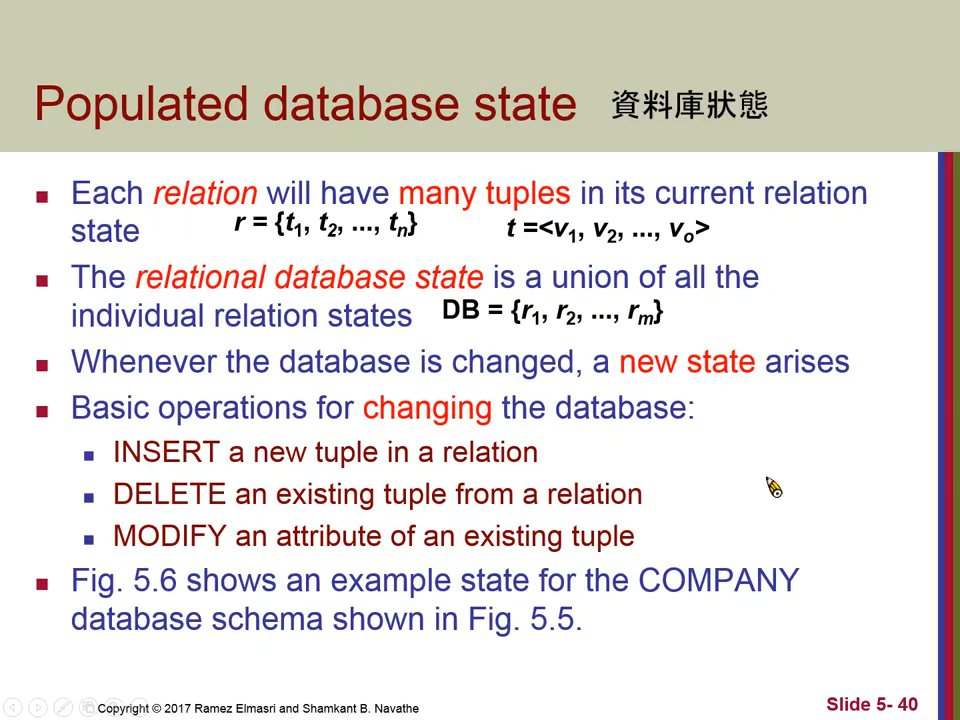 Populated database state 資料庫狀態
Each relation will have many tuples in its current relation
state r = {t1, t2, ..., tn} t =<v1, v2, ..., vo>
The relational database state is a union of all the
individual relation states DB = {r1, r2, ..., rm}
Whenever the database is changed, a new state arises
Basic operations for changing the database:
INSERT a new tuple in a relation
DELETE an existing tuple from a relation
MODIFY an attribute of an existing tuple
Fig. 5.6 shows an example state for the COMPANY
database schema shown in Fig. 5.5.
Copyright © 2017 Ramez Elmasri and Shamkant B. Navathe
Slide 5- 40